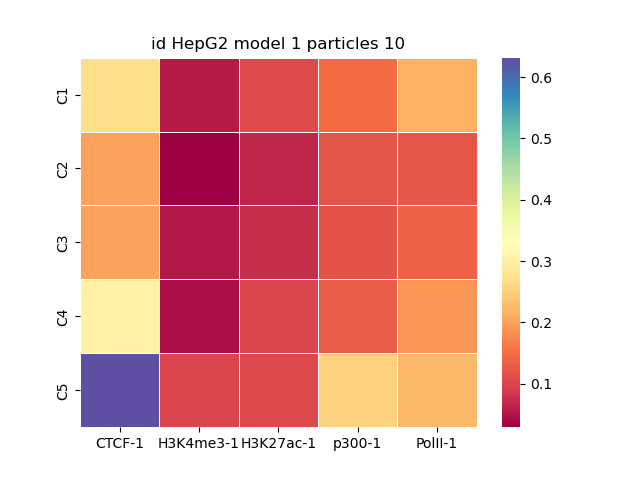 id HepG2 model 1 particles 10
C1
C2
C3
C4
C5
CTCF-1 H3K4me3-1 H3K27ac-1 p300-1 PolII-1
0.6
0.5
0.4
0.3
0.2
0.1